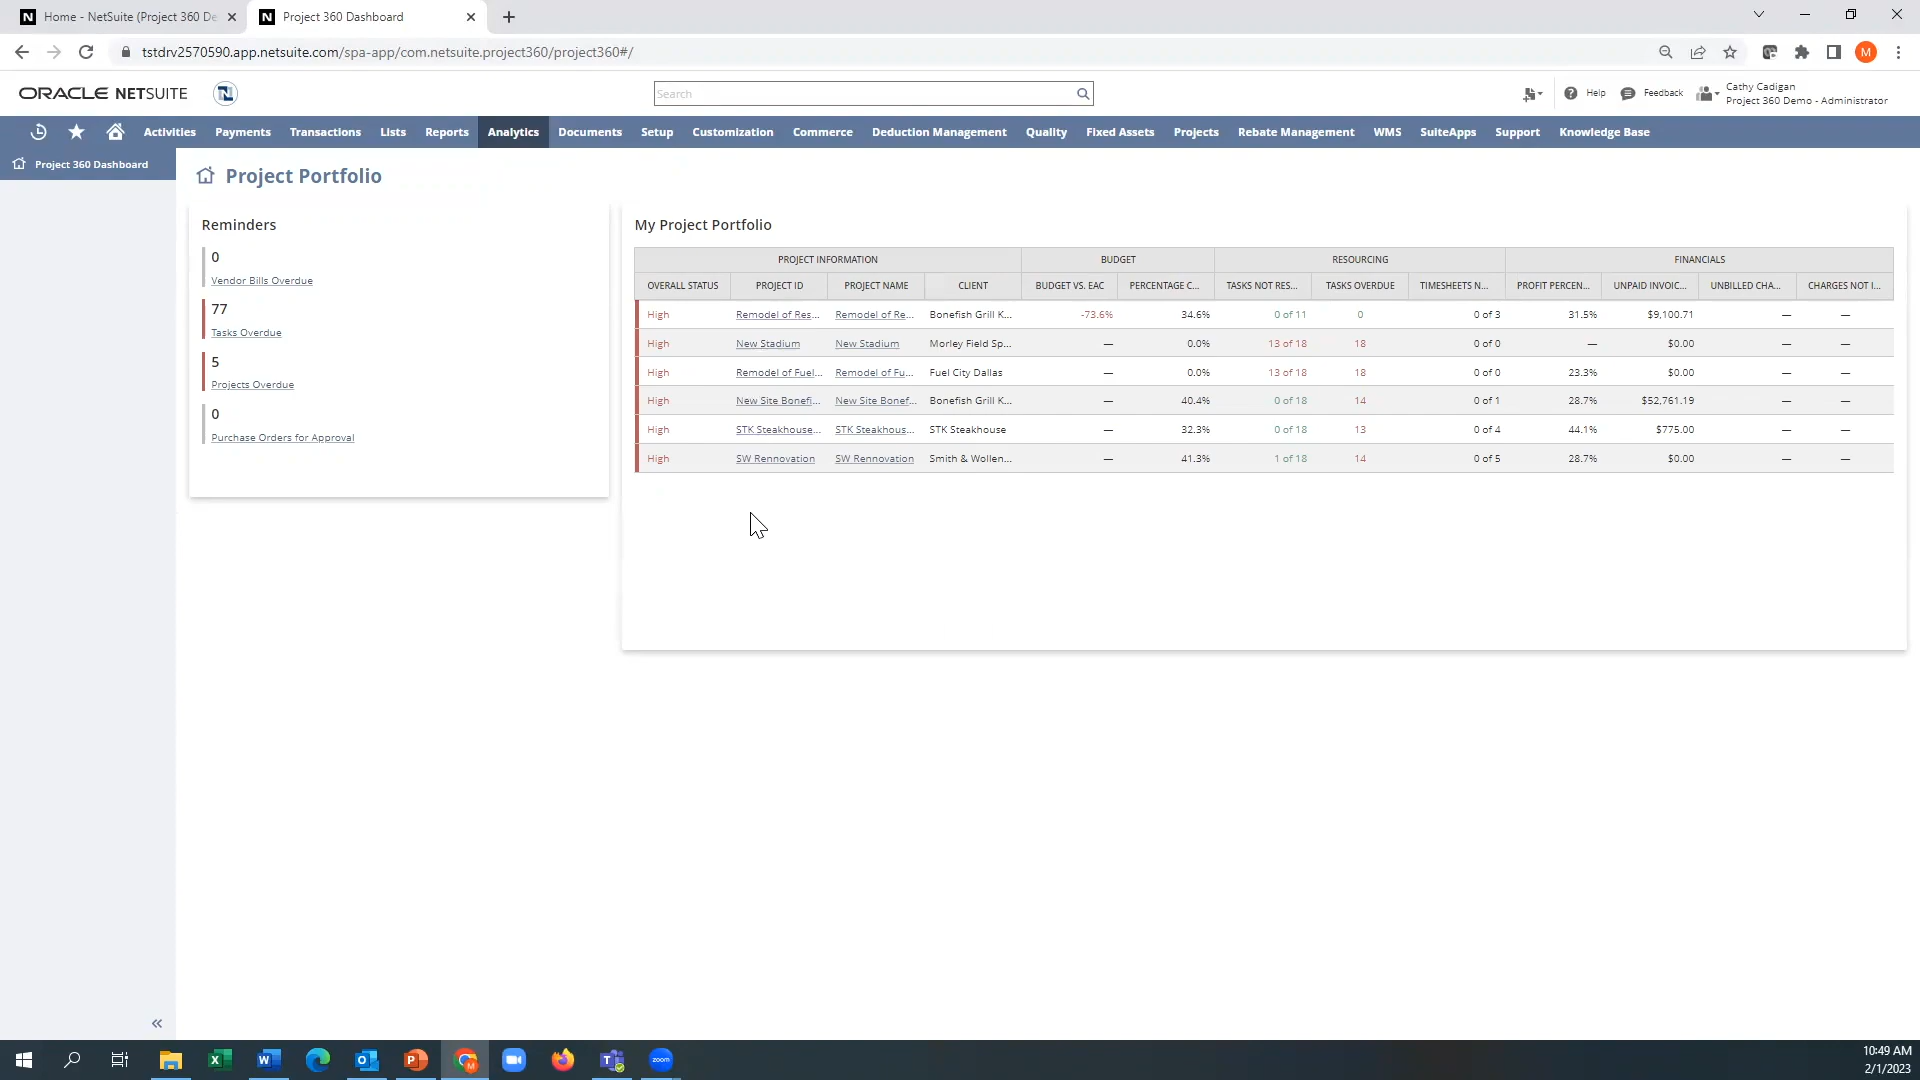 Home - NetSuite (Project 360 De
Project 360 Dashboard
tstdrv2570590.app.netsuite.com/spa-app/com.netsuite.project360/project360#/
M
ORACLE NETSUITE
Search
Help
Feedback
Cathy Cadigan
Project 360 Demo - Administrator
Activities Payments Transactions Lists Reports Analytics Documents Setup Customization Commerce Deduction Management Quality Fixed Assets Projects Rebate Management WMS SuiteApps Support Knowledge Base
Project 360 Dashboard
Project Portfolio
Reminders
0
Vendor Bills Overdue
77
Tasks Overdue
5
Projects Overdue
0
Purchase Orders for Approval
My Project Portfolio
PROJECT INFORMATION BUDGET RESOURCING FINANCIALS
OVERALL STATUS PROJECT ID PROJECT NAME CLIENT BUDGET VS. EAC PERCENTAGE C... TASKS NOT RES... TASKS OVERDUE TIMESHEETS N... PROFIT PERCEN... UNPAID INVOIC... UNBILLED CHA... CHARGES NOT I...
High Remodel of Res... Remodel of Re... Bonefish Grill K... -73.6% 34.6% 0 of 11 0 0 of 3 31.5% $9,100.71 — —
High New Stadium New Stadium Morley Field Sp... — 0.0% 13 of 18 18 0 of 0 — $0.00 — —
High Remodel of Fuel... Remodel of Fu... Fuel City Dallas — 0.0% 13 of 18 18 0 of 0 23.3% $0.00 — —
High New Site Bonefi... New Site Bonef... Bonefish Grill K... — 40.4% 0 of 18 14 0 of 1 28.7% $52,761.19 — —
High STK Steakhouse... STK Steakhous... STK Steakhouse — 32.3% 0 of 18 13 0 of 4 44.1% $775.00 — —
High SW Rennovation SW Rennovation Smith & Wollen... — 41.3% 1 of 18 14 0 of 5 28.7% $0.00 — —
10:49 AM
2/1/2023